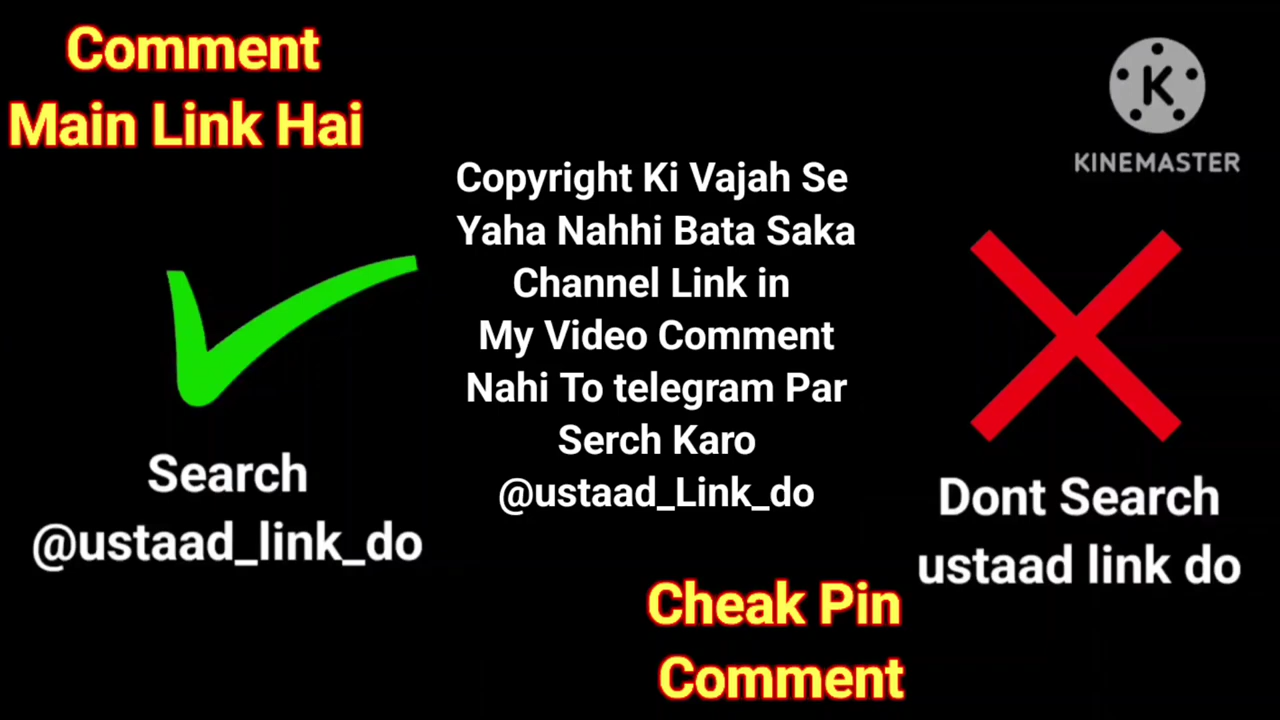 Comment
Main Link Hai
K
KINEMASTER
Copyright Ki Vajah Se
Yaha Nahhi Bata Saka
Channel Link in
My Video Comment
Nahi To telegram Par
Serch Karo
@ustaad_Link_do
Search
@ustaad_link_do
Dont Search
ustaad link do
Cheak Pin
Comment